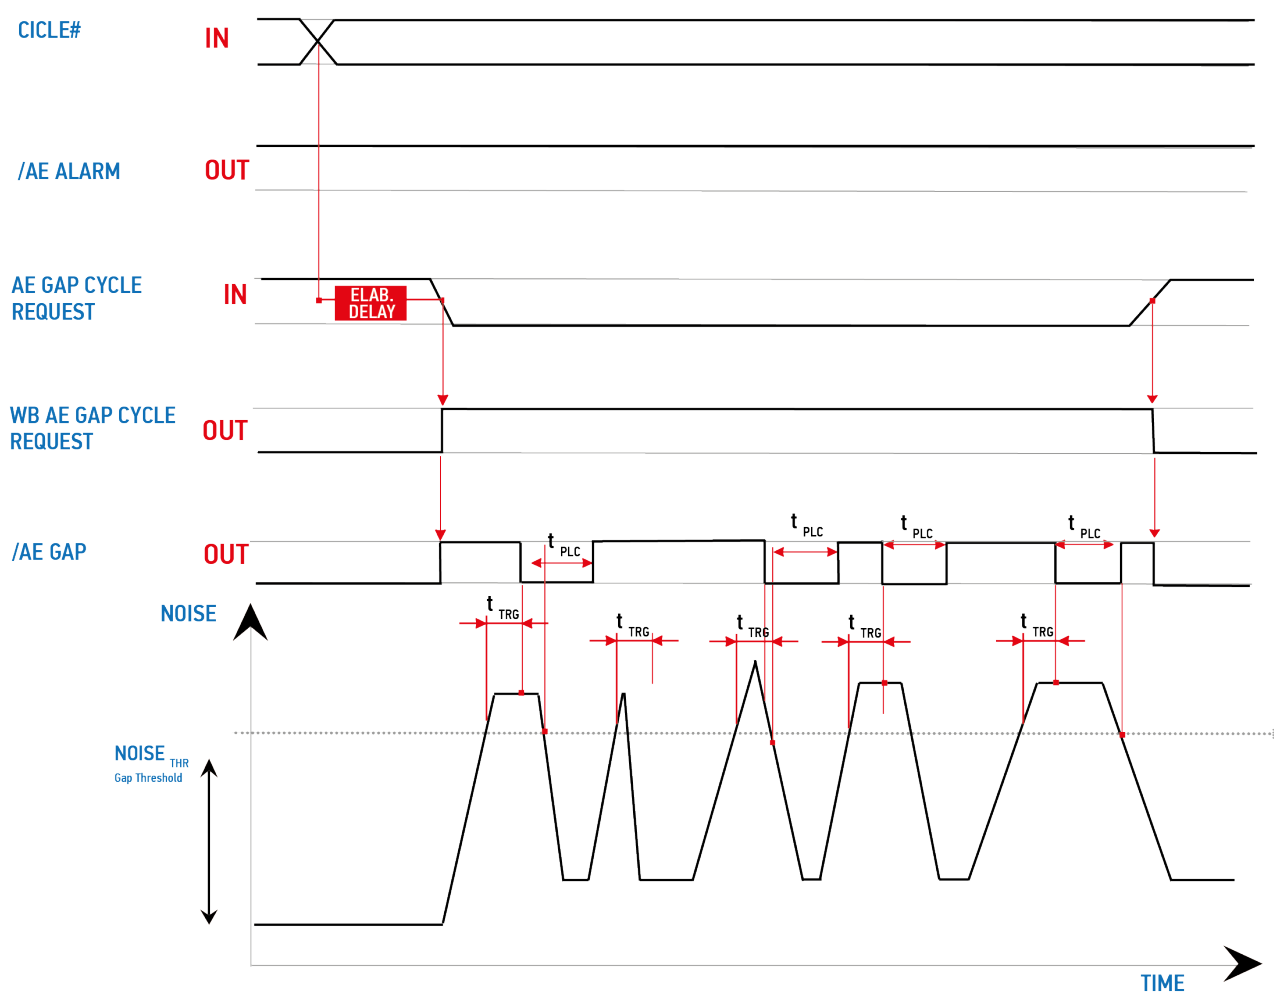 CICLE#
IN
/AE ALARM
OUT
AE GAP CYCLE
REQUEST
IN
ELAB.
DELAY
WB AE GAP CYCLE
REQUEST
OUT
/AE GAP
OUT
t PLC
t PLC
t PLC
t PLC
NOISE
t TRG
t TRG
t TRG
t TRG
t TRG
NOISE THR
Gap Threshold
TIME